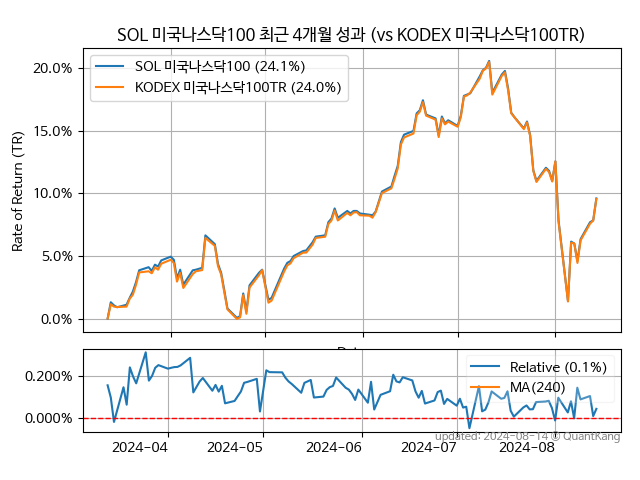 SOL 미국나스닥100 최근 4개월 성과 (vs KODEX 미국나스닥100TR)
SOL 미국나스닥100 (24.1%)
KODEX 미국나스닥100TR (24.0%)
Rate of Return (TR)
20.0%
15.0%
10.0%
5.0%
0.0%
Relative (0.1%)
MA(240)
0.200%
0.000%
updated: 2024-08-14 © QuantKang
2024-04 2024-05 2024-06 2024-07 2024-08